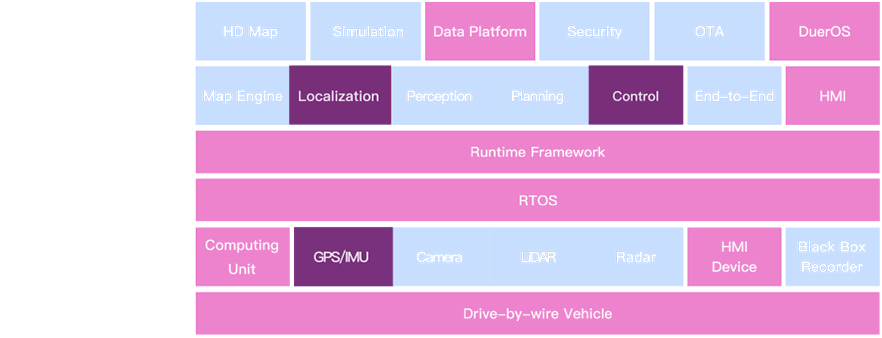 HD Map
Simulation
Data Platform
Security
OTA
DuerOS
Map Engine
Localization
Perception
Planning
Control
End-to-End
HMI
Runtime Framework
RTOS
Computing
Unit
GPS/IMU
Camera
LiDAR
Radar
HMI
Device
Black Box
Recorder
Drive-by-wire Vehicle